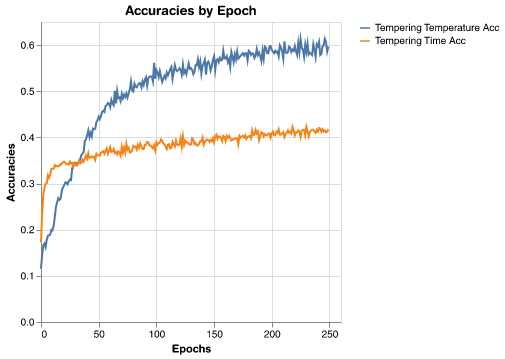 Accuracies by Epoch
Tempering Temperature Acc
Tempering Time Acc
Accuracies
0.6
0.5
0.4
0.3
0.2
0.1
0.0
0 50 100 150 200 250
Epochs